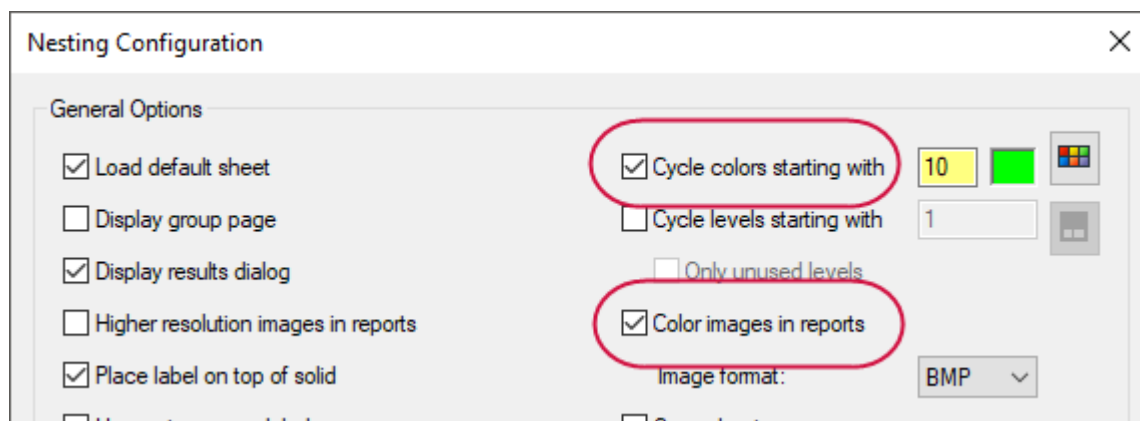 Nesting Configuration
General Options
Load default sheet
Cycle colors starting with
10
Display group page
Cycle levels starting with
1
Display results dialog
Only unused levels
Higher resolution images in reports
Color images in reports
Place label on top of solid
Image format:
BMP